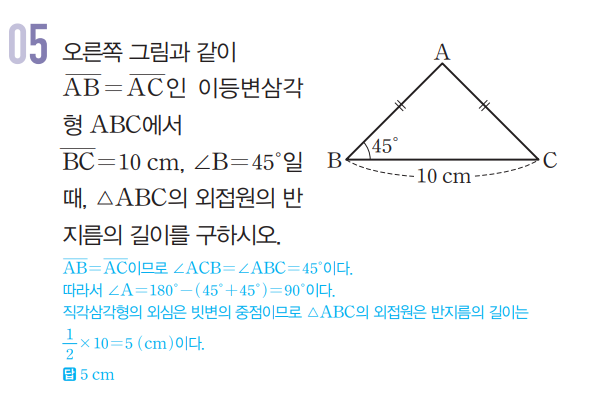 05
오른쪽 그림과 같이
AB=AC인 이등변삼각
형 ABC에서
BC=10 cm, ∠B=45°일
때, △ABC의 외접원의 반
지름의 길이를 구하시오.
A
B
45°
C
10 cm
AB=AC이므로 ∠ACB=∠ABC=45°이다.
따라서 ∠A=180°-(45°+45°)=90°이다.
직각삼각형의 외심은 빗변의 중점이므로 △ABC의 외접원은 반지름의 길이는
1/2×10=5 (cm)이다.
답 5 cm